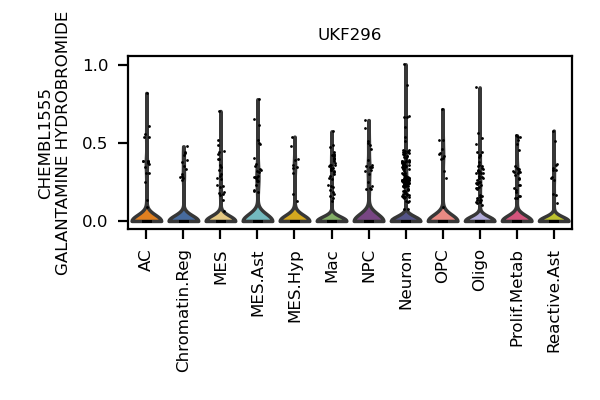 UKF296
CHEMBL1555
GALANTAMINE HYDROBROMIDE
1.0
0.5
0.0
AC
Chromatin.Reg
MES
MES.Ast
MES.Hyp
Mac
NPC
Neuron
OPC
Oligo
Prolif.Metab
Reactive.Ast